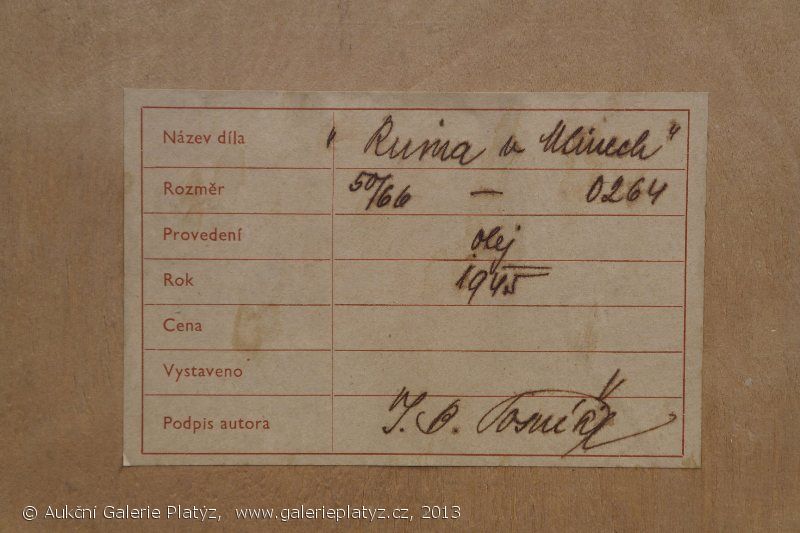 Název díla " Ruina v Mlinech "
Rozměr 50/66 — 0264
Provedení olej
Rok 1945
Cena
Vystaveno
Podpis autora
© Aukční Galerie Platýz, www.galerieplatyz.cz, 2013